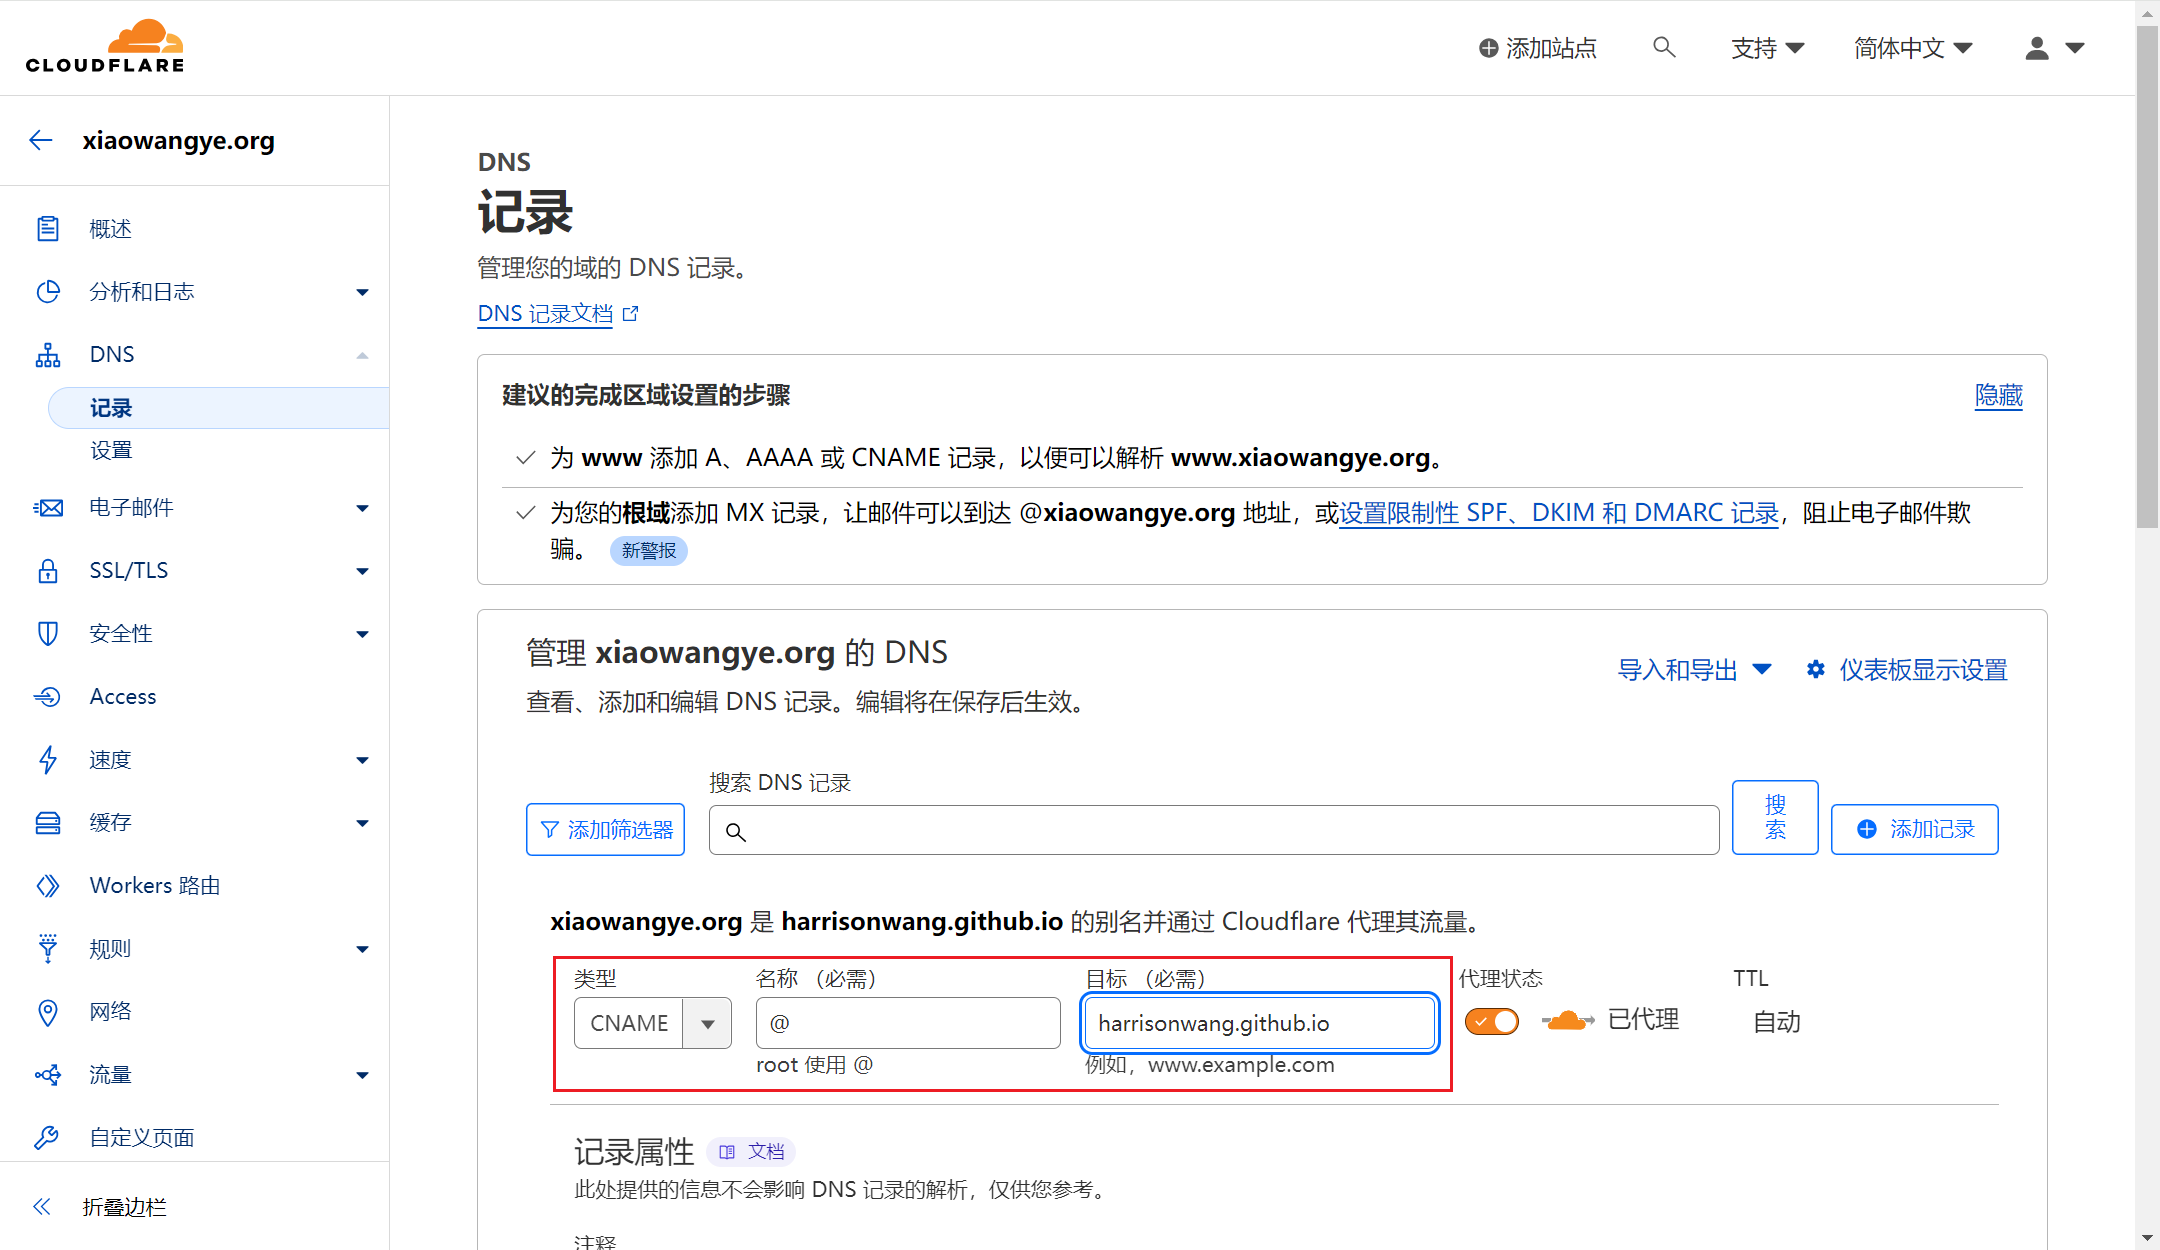 CLOUDFLARE
添加站点
支持
简体中文
xiaowangye.org
概述
分析和日志
DNS
记录
设置
电子邮件
SSL/TLS
安全性
Access
速度
缓存
Workers 路由
规则
网络
流量
自定义页面
折叠边栏
DNS
记录
管理您的域的 DNS 记录。
DNS 记录文档
建议的完成区域设置的步骤
隐藏
为 www 添加 A、AAAA 或 CNAME 记录，以便可以解析 www.xiaowangye.org。
为您的根域添加 MX 记录，让邮件可以到达 @xiaowangye.org 地址，或设置限制性 SPF、DKIM 和 DMARC 记录，阻止电子邮件欺
骗。 新警报
管理 xiaowangye.org 的 DNS
查看、添加和编辑 DNS 记录。编辑将在保存后生效。
导入和导出
仪表板显示设置
搜索 DNS 记录
添加筛选器
搜
索
添加记录
xiaowangye.org 是 harrisonwang.github.io 的别名并通过 Cloudflare 代理其流量。
类型 名称 （必需） 目标 （必需） 代理状态 TTL
CNAME @ harrisonwang.github.io 已代理 自动
root 使用 @ 例如，www.example.com
记录属性 文档
此处提供的信息不会影响 DNS 记录的解析，仅供您参考。
注释